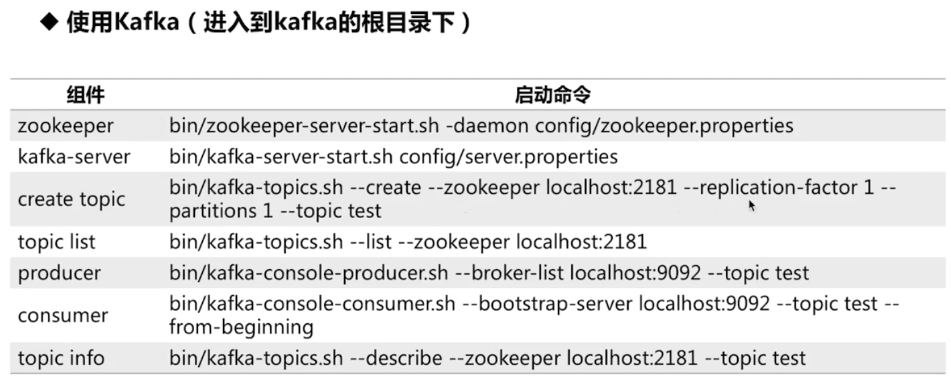 ◆ 使用Kafka（进入到kafka的根目录下）
组件 启动命令
zookeeper bin/zookeeper-server-start.sh -daemon config/zookeeper.properties
kafka-server bin/kafka-server-start.sh config/server.properties
create topic bin/kafka-topics.sh --create --zookeeper localhost:2181 --replication-factor 1 --
partitions 1 --topic test
topic list bin/kafka-topics.sh --list --zookeeper localhost:2181
producer bin/kafka-console-producer.sh --broker-list localhost:9092 --topic test
consumer bin/kafka-console-consumer.sh --bootstrap-server localhost:9092 --topic test --
from-beginning
topic info bin/kafka-topics.sh --describe --zookeeper localhost:2181 --topic test